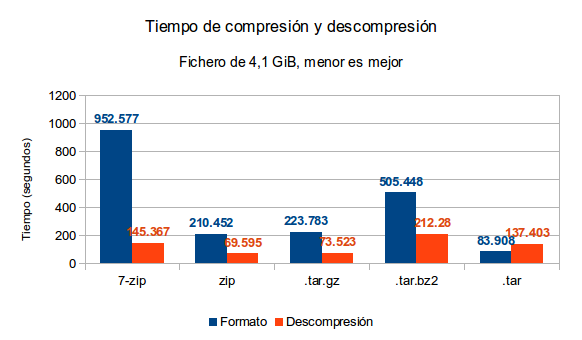 Tiempo de compresión y descompresión
Fichero de 4,1 GiB, menor es mejor
Tiempo (segundos)
1200
1000
800
600
400
200
0
952.577
145.367
210.452
69.595
223.783
73.523
505.448
212.28
83.908
137.403
7-zip
zip
.tar.gz
.tar.bz2
.tar
Formato
Descompresión